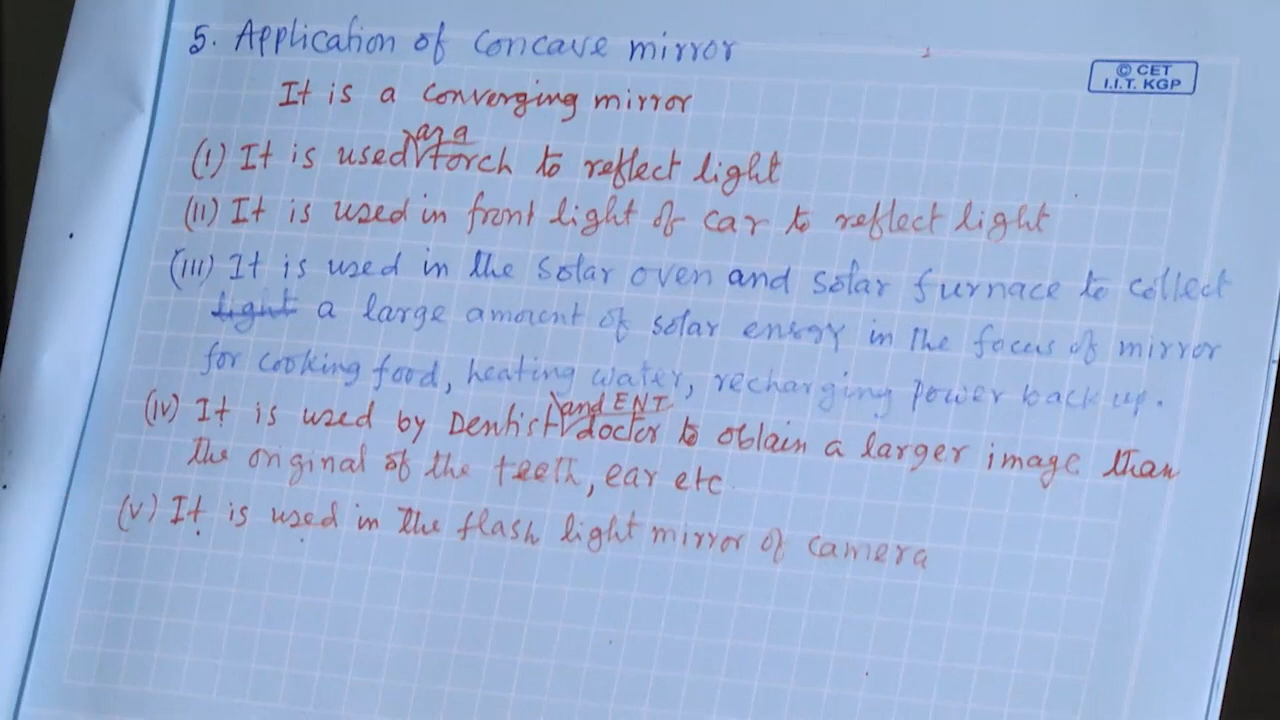 5. Application of concave mirror
© CET
I.I.T. KGP
It is a converging mirror
(i) It is used as a torch to reflect light
(ii) It is used in front light of car to reflect light
(iii) It is used in the solar oven and solar furnace to collect
light a large amount of solar energy in the focus of mirror
for cooking food, heating water, recharging power back up.
(iv) It is used by Dentist and ENT doctor to obtain a larger image than
the original of the teeth, ear etc
(v) It is used in the flash light mirror of camera